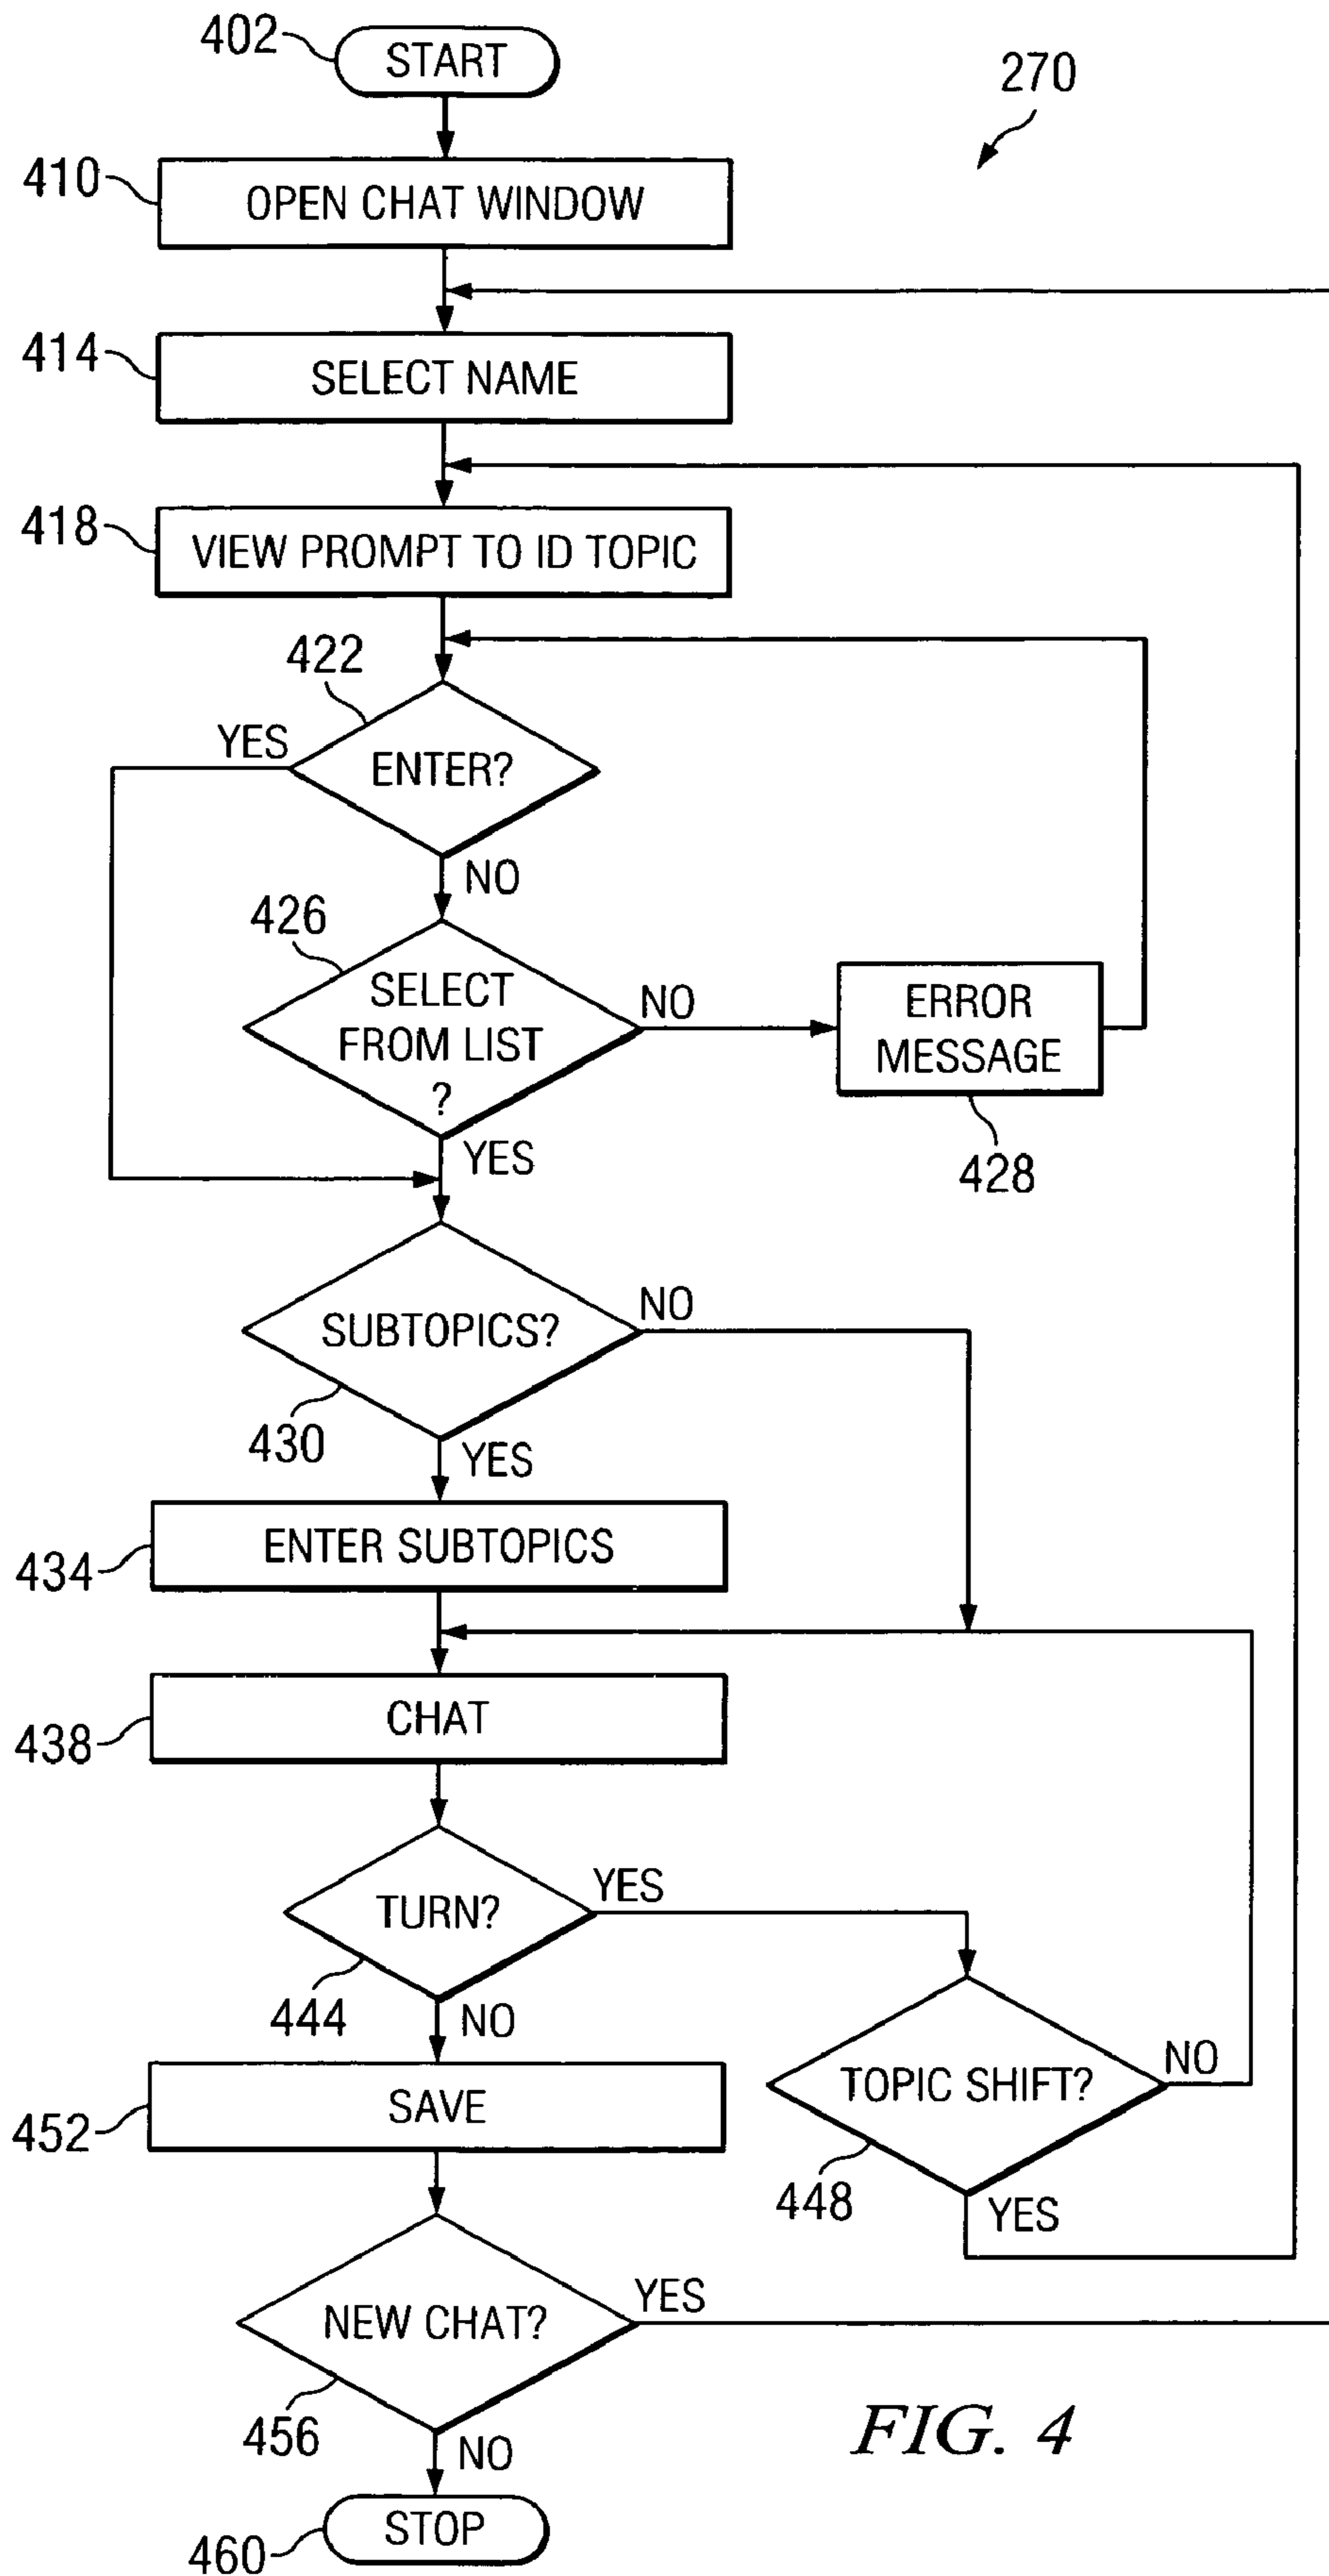 402
START
270
410
OPEN CHAT WINDOW
414
SELECT NAME
418
VIEW PROMPT TO ID TOPIC
422
YES
ENTER?
NO
426
SELECT
FROM LIST
?
NO
ERROR
MESSAGE
428
YES
SUBTOPICS?
NO
430
YES
434
ENTER SUBTOPICS
438
CHAT
TURN?
YES
444
NO
TOPIC SHIFT?
NO
448
YES
452
SAVE
NEW CHAT?
YES
456
NO
FIG. 4
460
STOP